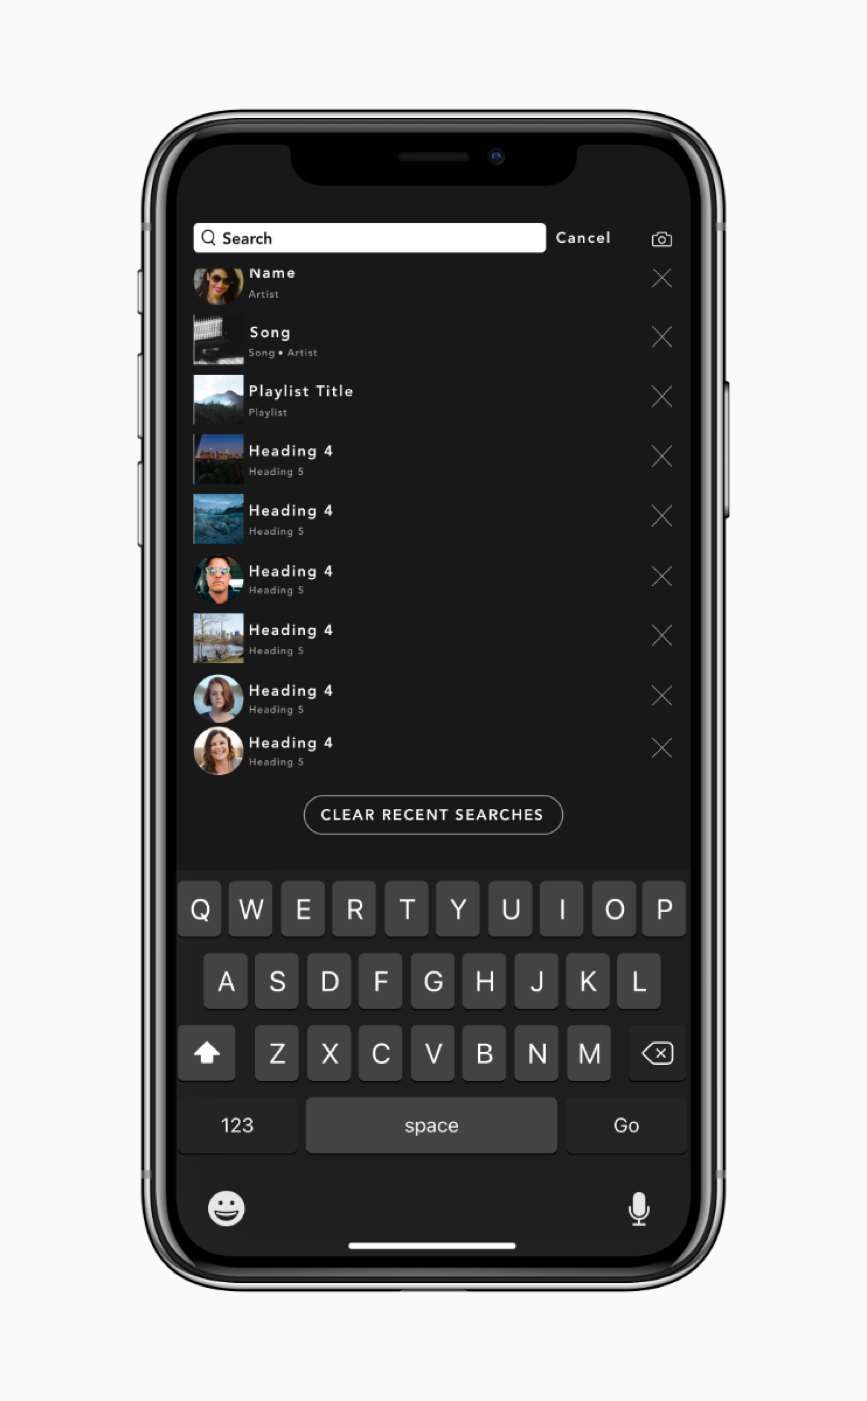 Search Cancel
Name
Artist
Song
Song • Artist
Playlist Title
Playlist
Heading 4
Heading 5
Heading 4
Heading 5
Heading 4
Heading 5
Heading 4
Heading 5
Heading 4
Heading 5
Heading 4
Heading 5
CLEAR RECENT SEARCHES
Q W E R T Y U I O P
A S D F G H J K L
Z X C V B N M
123 space Go